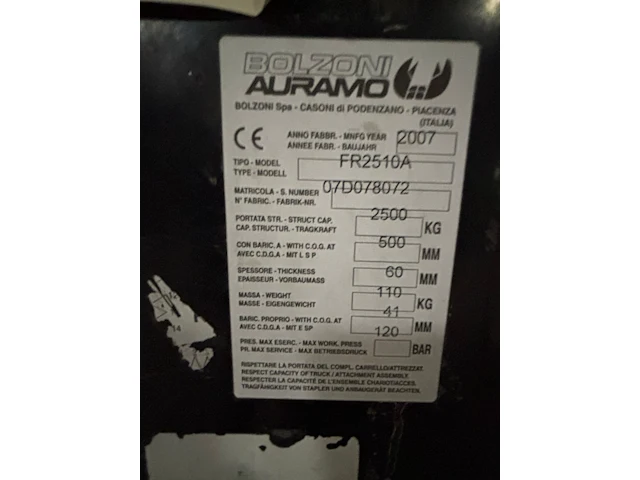 BOLZONI
AURAMO
BOLZONI Spa - CASONI di PODENZANO - PIACENZA
(ITALIA)
CE
ANNO FABBR. - MNFG YEAR 2007
ANNEE FABR. - BAUJAHR
TIPO - MODEL FR2510A
TYPE - MODELL
MATRICOLA - S. NUMBER 07D078072
N° FABRIC. - FABRIK-NR.
PORTATA STR. - STRUCT CAP. 2500 KG
CAP. STRUCTUR. - TRAGKRAFT
CON BARIC. A - WITH C.O.G. AT 500 MM
AVEC C.D.G.A - MIT L S P
SPESSORE - THICKNESS 60 MM
EPAISSEUR - VORBAUMASS
MASSA - WEIGHT 110 KG
MASSE - EIGENGEWICHT
BARIC. PROPRIO - WITH C.O.G. AT 41 MM
AVEC C.D.G.A - MIT E SP
PRES. MAX ESERC. - MAX WORK. PRESS 120 BAR
PR. MAX SERVICE - MAX BETRIEBSDRUCK
RISPETTARE LA PORTATA DEL COMPL. CARRELLO/ATTREZZAT.
RESPECT CAPACITY OF TRUCK / ATTACHMENT ASSEMBLY.
RESPECTER LA CAPACITÉ DE L'ENSEMBLE CHARIOT/ACCES.
TRAGFÄHIGKEIT VON STAPLER UND ANBAUGERÄT BEACHTEN.
14